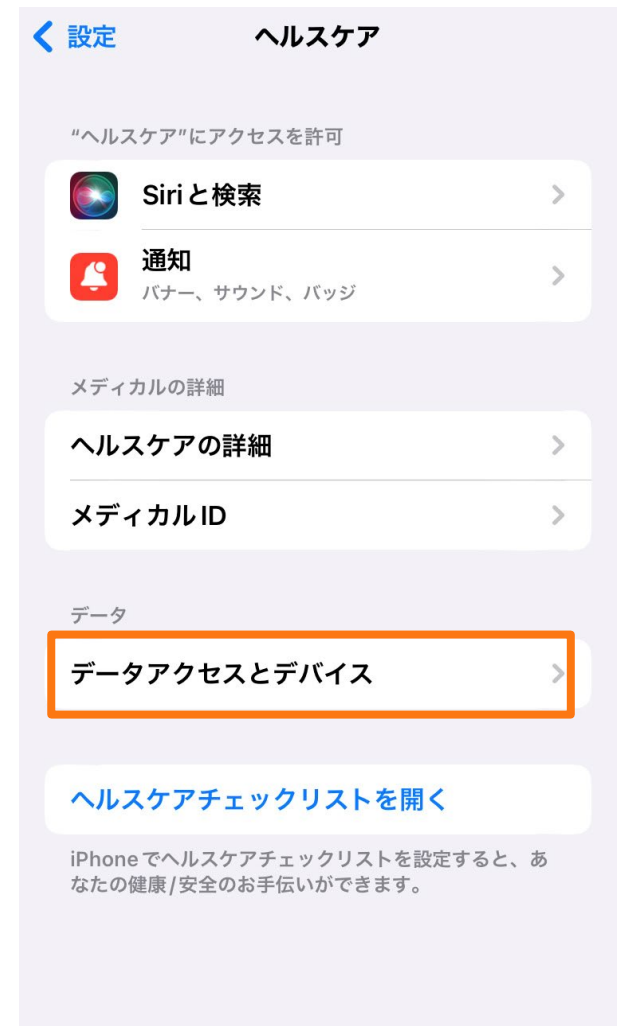 設定
ヘルスケア
“ヘルスケア”にアクセスを許可
Siriと検索
通知
バナー、サウンド、バッジ
メディカルの詳細
ヘルスケアの詳細
メディカルID
データ
データアクセスとデバイス
ヘルスケアチェックリストを開く
iPhoneでヘルスケアチェックリストを設定すると、あ
なたの健康/安全のお手伝いができます。